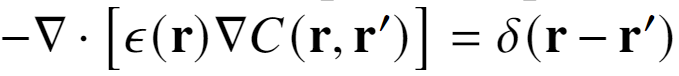 −∇ · [ϵ(𝐫)∇C(𝐫, 𝐫′)] = δ(𝐫 − 𝐫′)